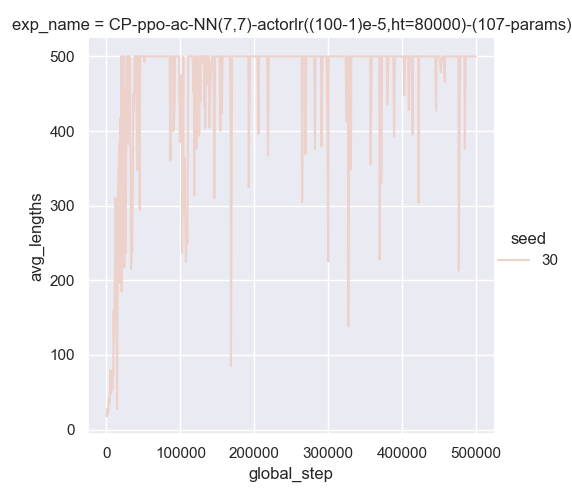 exp_name = CP-ppo-ac-NN(7,7)-actorlr((100-1)e-5,ht=80000)-(107-params)
500
400
300
200
100
0
avg_lengths
0 100000 200000 300000 400000 500000
global_step
seed
30